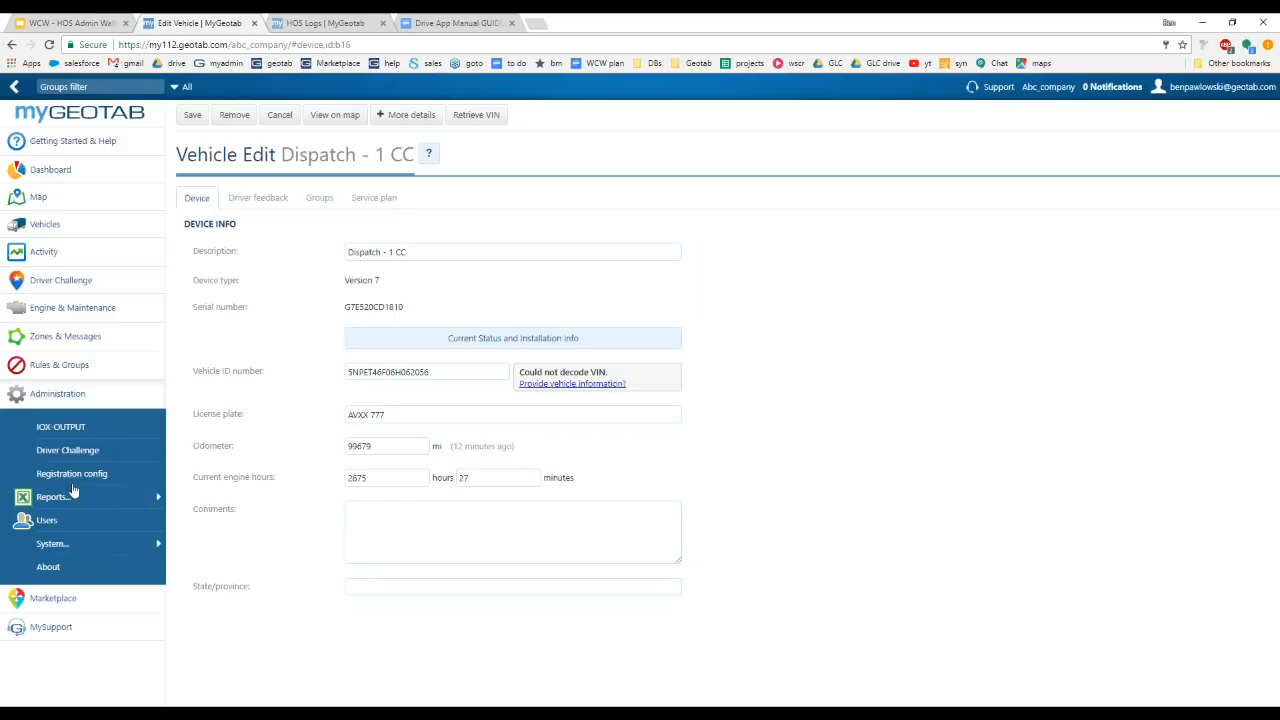 WCW - HOS Admin Walk
Edit Vehicle | MyGeotab
HOS Logs | MyGeotab
Drive App Manual GUIDE
Ben
Secure https://my112.geotab.com/abc_company/#device,id:b16
Apps salesforce gmail drive myadmin geotab Marketplace help sales goto to do bm WCW plan DBs Geotab projects wscr GLC GLC drive yt syn Chat maps Other bookmarks
Groups filter All Support Abc_company 0 Notifications benpawlowski@geotab.com
myGEOTAB
Getting Started & Help
Dashboard
Map
Vehicles
Activity
Driver Challenge
Engine & Maintenance
Zones & Messages
Rules & Groups
Administration
IOX-OUTPUT
Driver Challenge
Registration config
Reports...
Users
System...
About
Marketplace
MySupport
Save Remove Cancel View on map + More details Retrieve VIN
Vehicle Edit Dispatch - 1 CC ?
Device Driver feedback Groups Service plan
DEVICE INFO
Description: Dispatch - 1 CC
Device type: Version 7
Serial number: G7E520CD1810
Current Status and Installation Info
Vehicle ID number: 5NPET46F06H062056 Could not decode VIN.
Provide vehicle information?
License plate: AVXX 777
Odometer: 99679 mi (12 minutes ago)
Current engine hours: 2675 hours 27 minutes
Comments:
State/province: